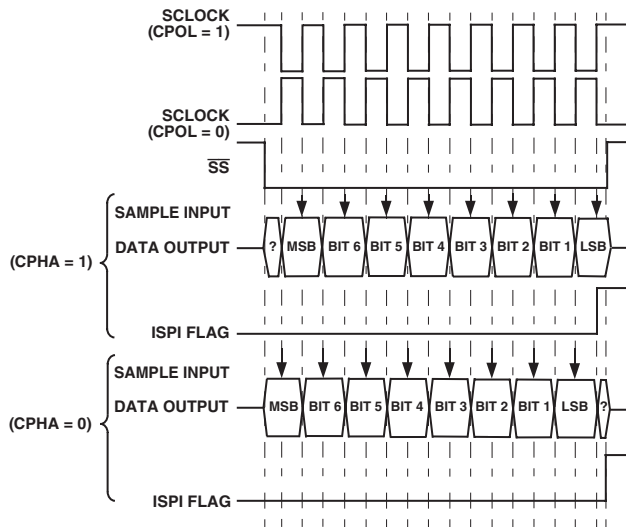 SCLOCK
(CPOL = 1)
SCLOCK
(CPOL = 0)
SS
SAMPLE INPUT
DATA OUTPUT
? MSB BIT 6 BIT 5 BIT 4 BIT 3 BIT 2 BIT 1 LSB
(CPHA = 1)
ISPI FLAG
SAMPLE INPUT
DATA OUTPUT
MSB BIT 6 BIT 5 BIT 4 BIT 3 BIT 2 BIT 1 LSB ?
(CPHA = 0)
ISPI FLAG